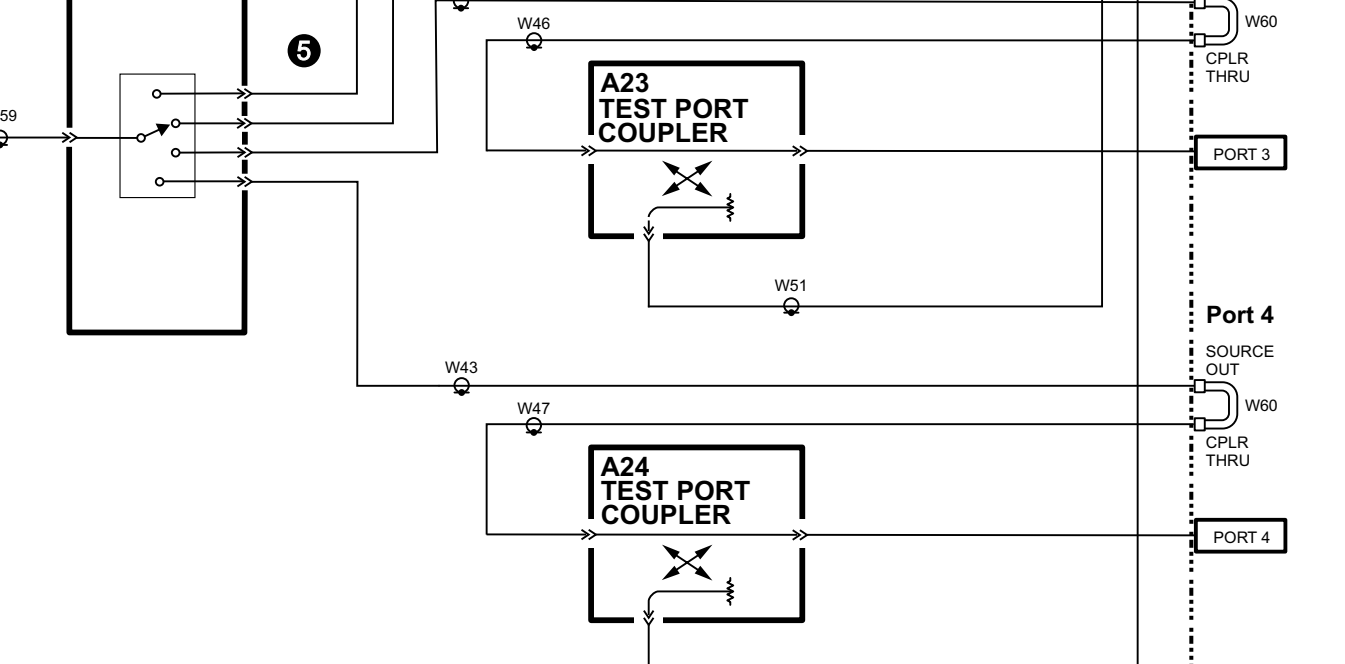 W46
W60
5
CPLR
THRU
A23
TEST PORT
COUPLER
59
PORT 3
W51
Port 4
SOURCE
OUT
W43
W60
W47
CPLR
THRU
A24
TEST PORT
COUPLER
PORT 4